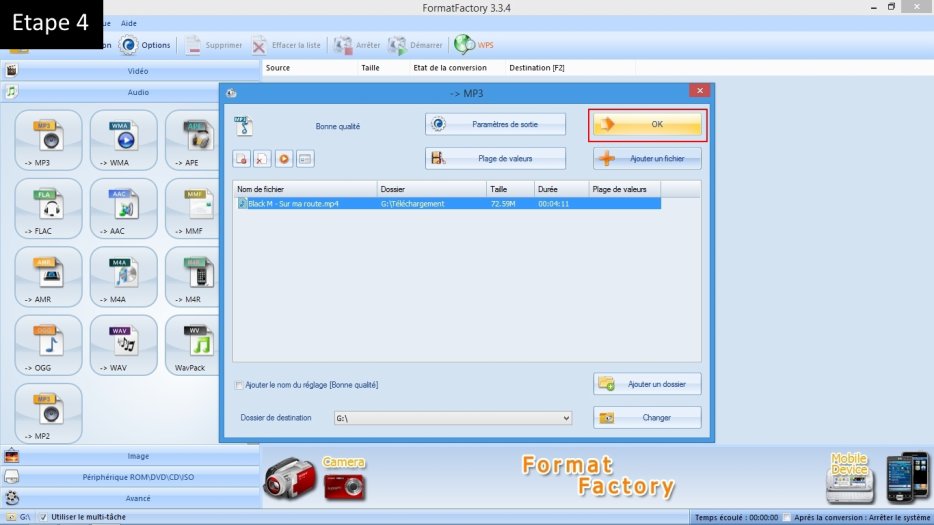 FormatFactory 3.3.4
Etape 4
ue Aide
on Options Supprimer Effacer la liste Arrêter Démarrer WPS
Vidéo
Source Taille Etat de la conversion Destination [F2]
Audio
-> MP3
MP3 WMA APE
-> MP3 -> WMA -> APE
FLA AAC MMF
-> FLAC -> AAC -> MMF
AMR M4A M4R
-> AMR -> M4A -> M4R
OGG WAV WV
-> OGG -> WAV WavPack
MP3
-> MP2
MP3 Bonne qualité Paramètres de sortie OK
Plage de valeurs Ajouter un fichier
Nom de fichier Dossier Taille Durée Plage de valeurs
Black M - Sur ma route.mp4 G:\Téléchargement 72.59M 00:04:11
Ajouter le nom du réglage [Bonne qualité] Ajouter un dossier
Dossier de destination G:\ Changer
Image
Périphérique ROM\DVD\CD\ISO
Avancé
Camera
Format
Factory
Mobile
Device
G:\ Utiliser le multi-tâche Temps écoulé : 00:00:00 Après la conversion : Arrêter le système